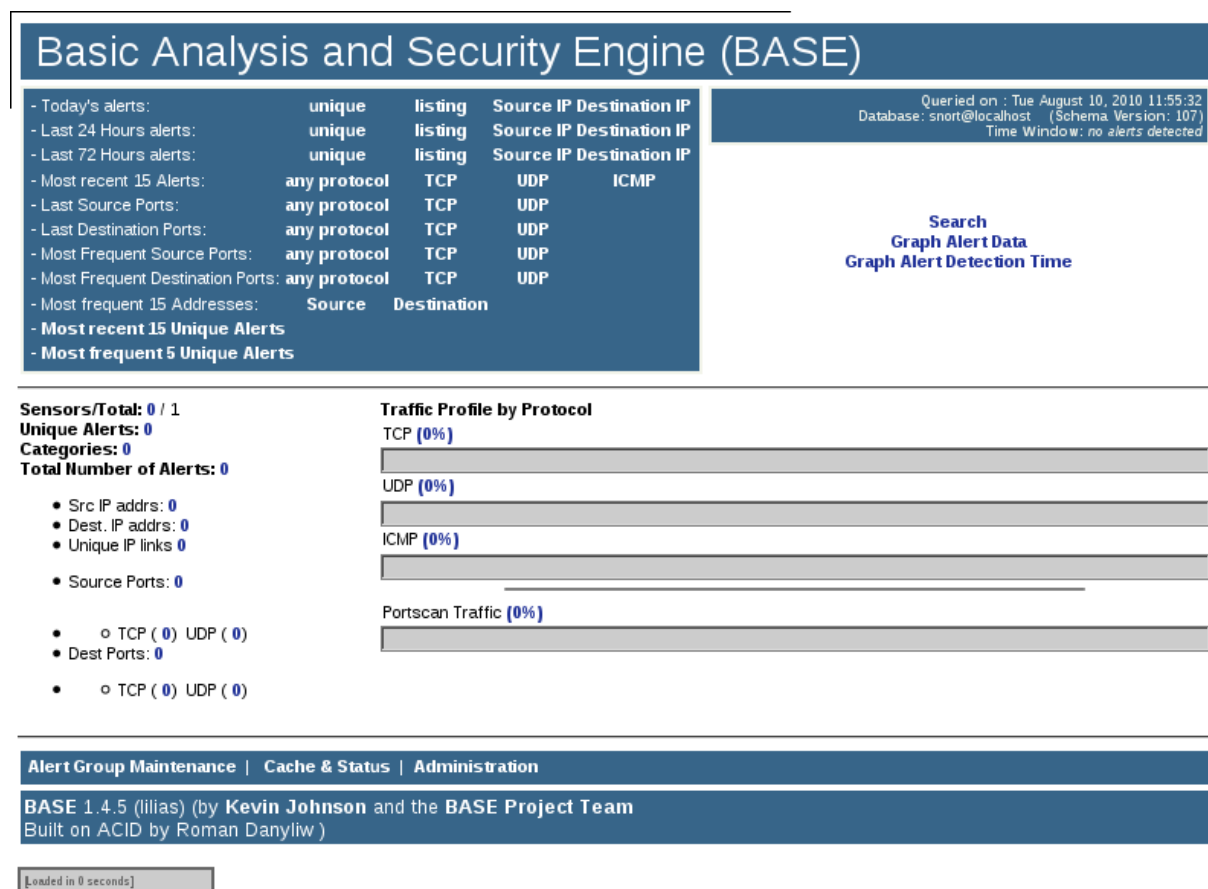 Basic Analysis and Security Engine (BASE)
- Today's alerts: unique listing Source IP Destination IP
- Last 24 Hours alerts: unique listing Source IP Destination IP
- Last 72 Hours alerts: unique listing Source IP Destination IP
- Most recent 15 Alerts: any protocol TCP UDP ICMP
- Last Source Ports: any protocol TCP UDP
- Last Destination Ports: any protocol TCP UDP
- Most Frequent Source Ports: any protocol TCP UDP
- Most Frequent Destination Ports: any protocol TCP UDP
- Most frequent 15 Addresses: Source Destination
- Most recent 15 Unique Alerts
- Most frequent 5 Unique Alerts
Queried on : Tue August 10, 2010 11:55:32
Database: snort@localhost (Schema Version: 107)
Time Window: no alerts detected
Search
Graph Alert Data
Graph Alert Detection Time
Sensors/Total: 0 / 1
Unique Alerts: 0
Categories: 0
Total Number of Alerts: 0
• Src IP addrs: 0
• Dest. IP addrs: 0
• Unique IP links 0
• Source Ports: 0
• ○ TCP ( 0) UDP ( 0)
• Dest Ports: 0
• ○ TCP ( 0) UDP ( 0)
Traffic Profile by Protocol
TCP (0%)
UDP (0%)
ICMP (0%)
Portscan Traffic (0%)
Alert Group Maintenance | Cache & Status | Administration
BASE 1.4.5 (lilias) (by Kevin Johnson and the BASE Project Team
Built on ACID by Roman Danyliw )
[Loaded in 0 seconds]